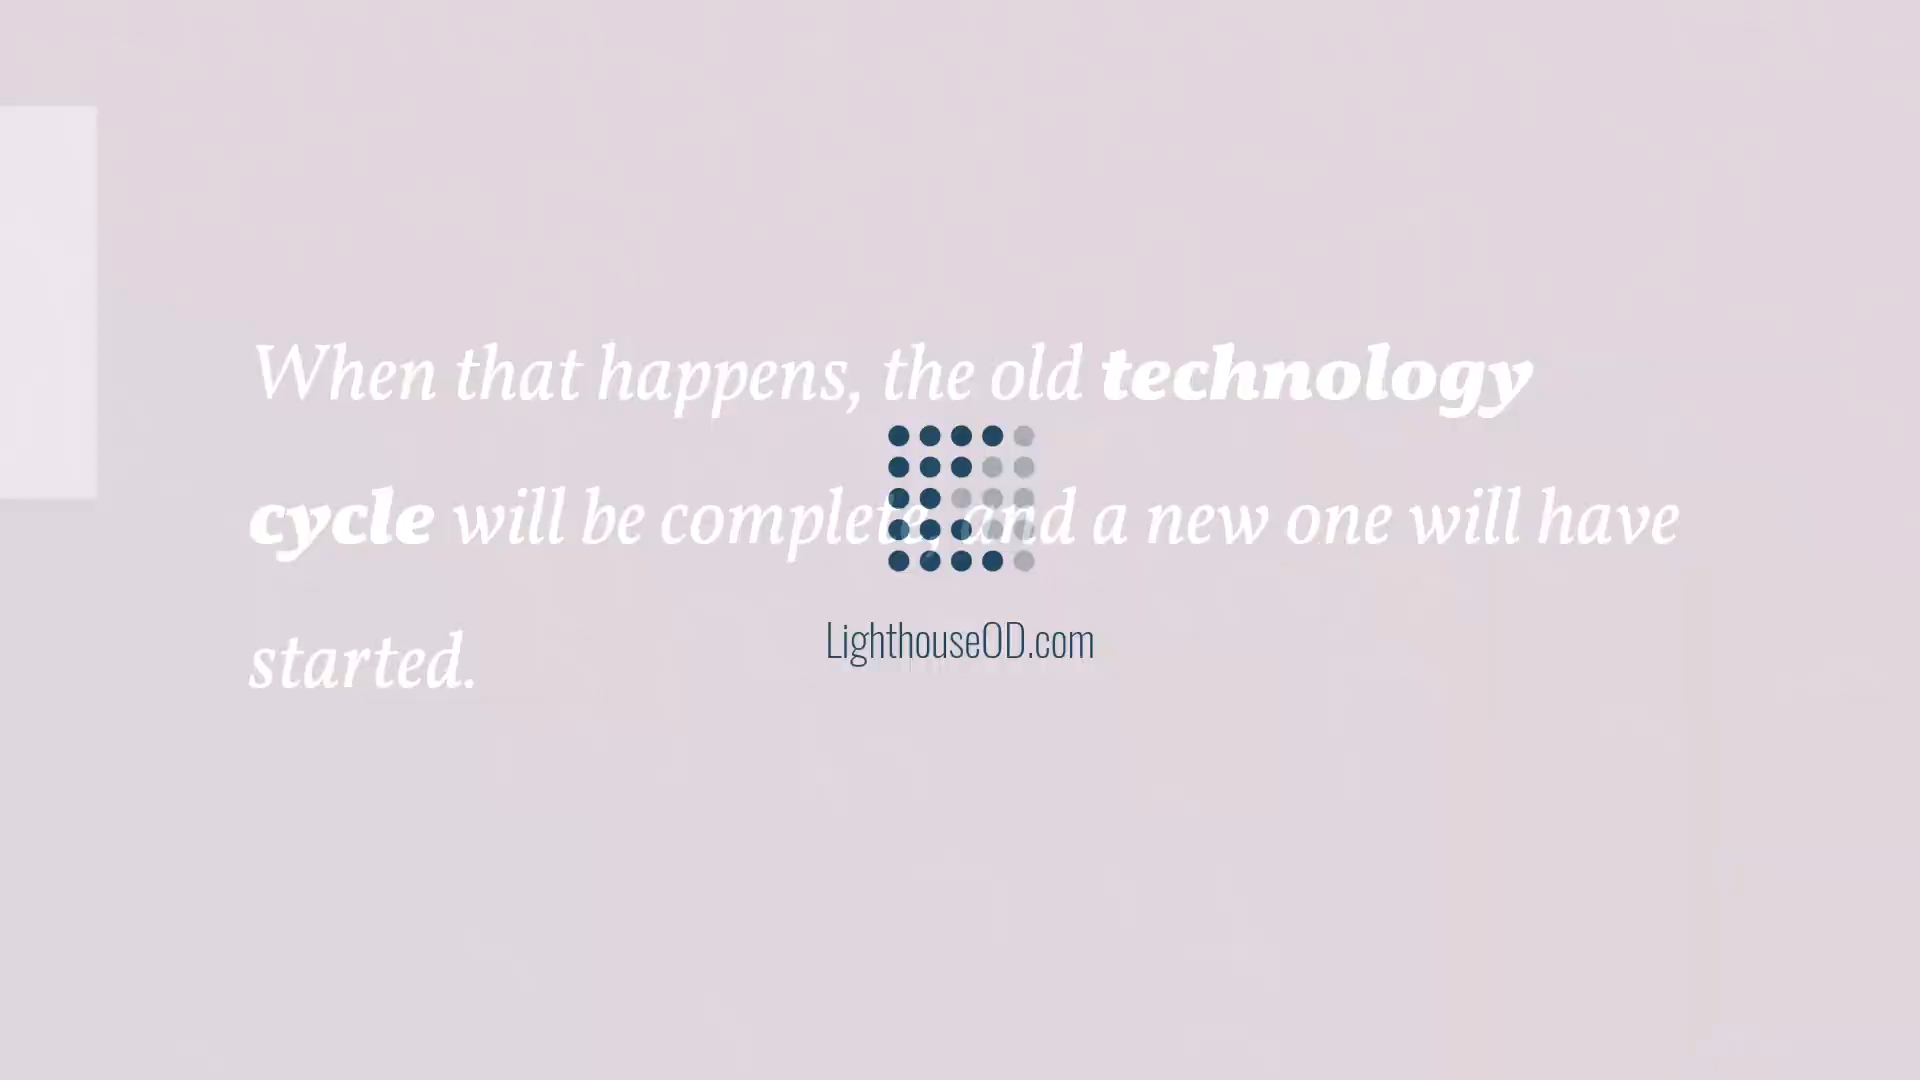 When that happens, the old technology
cycle will be complete, and a new one will have
started.
LighthouseOD.com